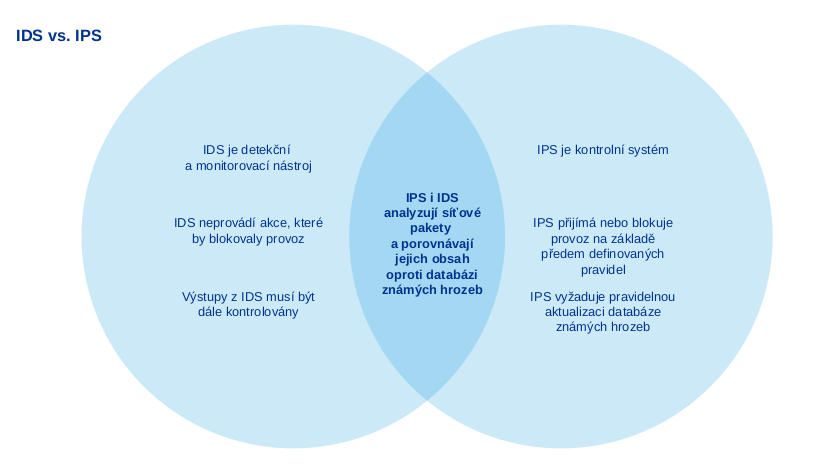 IDS vs. IPS
IDS je detekční
a monitorovací nástroj
IDS neprovádí akce, které
by blokovaly provoz
Výstupy z IDS musí být
dále kontrolovány
IPS i IDS
analyzují síťové
pakety
a porovnávají
jejich obsah
oproti databázi
známých hrozeb
IPS je kontrolní systém
IPS přijímá nebo blokuje
provoz na základě
předem definovaných
pravidel
IPS vyžaduje pravidelnou
aktualizaci databáze
známých hrozeb